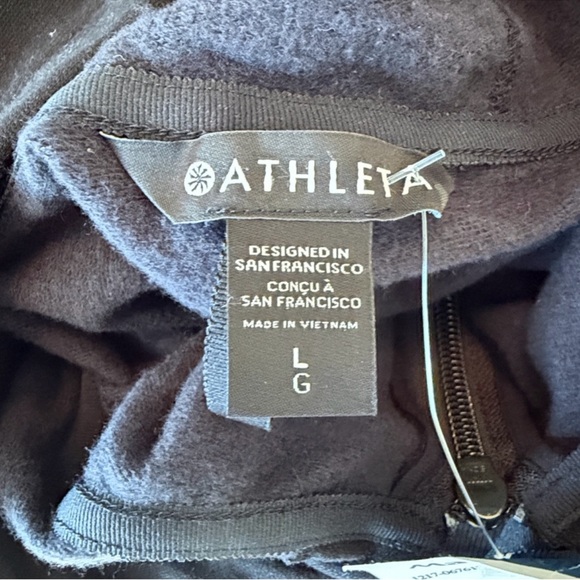 ATHLETA
DESIGNED IN
SAN FRANCISCO
CONÇU À
SAN FRANCISCO
MADE IN VIETNAM
L
G